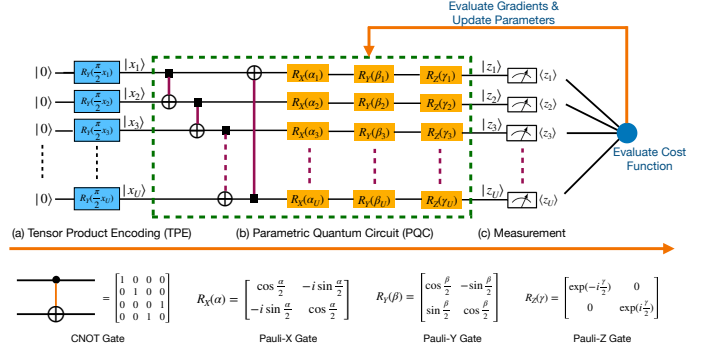 Evaluate Gradients &
Update Parameters
|0⟩ R_Y(π/2 x_1) |x_1⟩ R_X(α_1) R_Y(β_1) R_Z(γ_1) |z_1⟩ ⟨z_1⟩
|0⟩ R_Y(π/2 x_2) |x_2⟩ R_X(α_2) R_Y(β_2) R_Z(γ_2) |z_2⟩ ⟨z_2⟩
|0⟩ R_Y(π/2 x_3) |x_3⟩ R_X(α_3) R_Y(β_3) R_Z(γ_3) |z_3⟩ ⟨z_3⟩
Evaluate Cost
Function
|0⟩ R_Y(π/2 x_U) |x_U⟩ R_X(α_U) R_Y(β_U) R_Z(γ_U) |z_U⟩ ⟨z_U⟩
(a) Tensor Product Encoding (TPE) (b) Parametric Quantum Circuit (PQC) (c) Measurement
= [1 0 0 0
0 1 0 0
0 0 0 1
0 0 1 0]
CNOT Gate
R_X(α) = [cos α/2 −i sin α/2
−i sin α/2 cos α/2]
Pauli-X Gate
R_Y(β) = [cos β/2 −sin β/2
sin β/2 cos β/2]
Pauli-Y Gate
R_Z(γ) = [exp(−i γ/2) 0
0 exp(i γ/2)]
Pauli-Z Gate